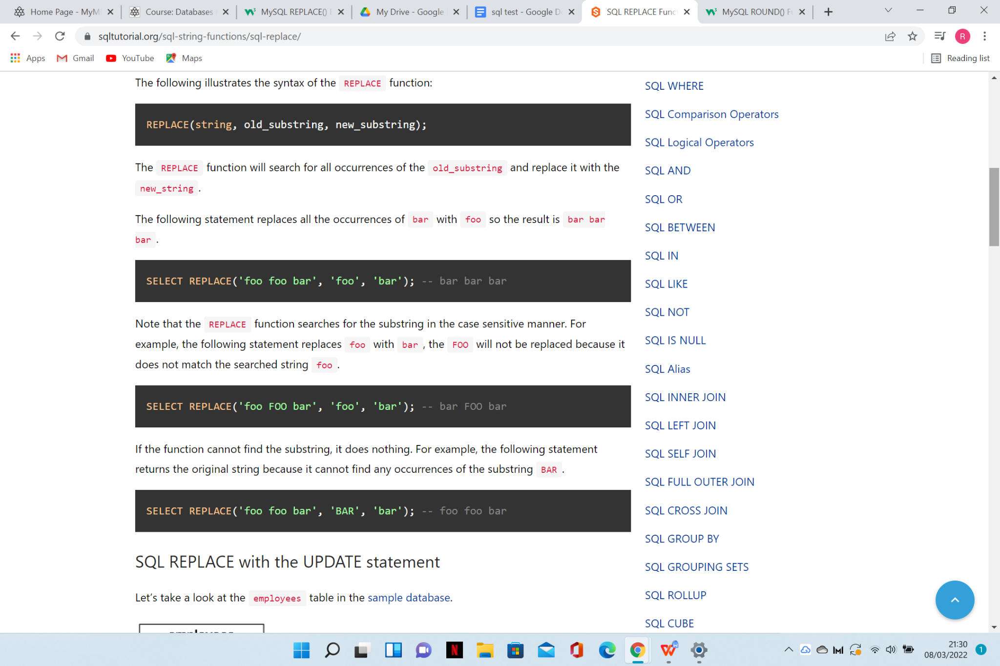 Home Page - MyM
Course: Databases
MySQL REPLACE() F
My Drive - Google
sql test - Google D
SQL REPLACE Func
MySQL ROUND() F
sqltutorial.org/sql-string-functions/sql-replace/
R
Apps
Gmail
YouTube
Maps
Reading list
The following illustrates the syntax of the REPLACE function:
REPLACE(string, old_substring, new_substring);
The REPLACE function will search for all occurrences of the old_substring and replace it with the
new_string .
The following statement replaces all the occurrences of bar with foo so the result is bar bar
bar .
SELECT REPLACE('foo foo bar', 'foo', 'bar'); -- bar bar bar
Note that the REPLACE function searches for the substring in the case sensitive manner. For
example, the following statement replaces foo with bar , the FOO will not be replaced because it
does not match the searched string foo .
SELECT REPLACE('foo FOO bar', 'foo', 'bar'); -- bar FOO bar
If the function cannot find the substring, it does nothing. For example, the following statement
returns the original string because it cannot find any occurrences of the substring BAR .
SELECT REPLACE('foo foo bar', 'BAR', 'bar'); -- foo foo bar
SQL REPLACE with the UPDATE statement
Let's take a look at the employees table in the sample database.
SQL WHERE
SQL Comparison Operators
SQL Logical Operators
SQL AND
SQL OR
SQL BETWEEN
SQL IN
SQL LIKE
SQL NOT
SQL IS NULL
SQL Alias
SQL INNER JOIN
SQL LEFT JOIN
SQL SELF JOIN
SQL FULL OUTER JOIN
SQL CROSS JOIN
SQL GROUP BY
SQL GROUPING SETS
SQL ROLLUP
SQL CUBE
21:30
08/03/2022
1